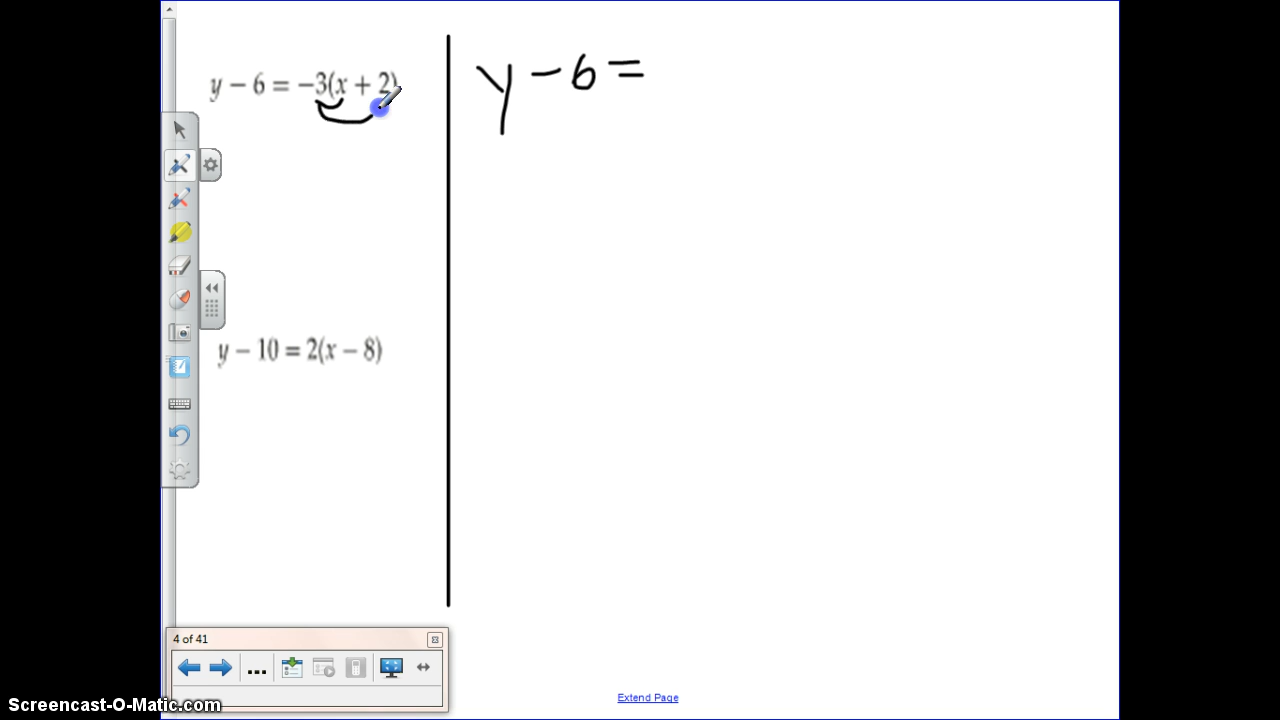 y − 6 = −3(x + 2)
y − 6 =
y − 10 = 2(x − 8)
4 of 41
...
Extend Page
Screencast-O-Matic.com